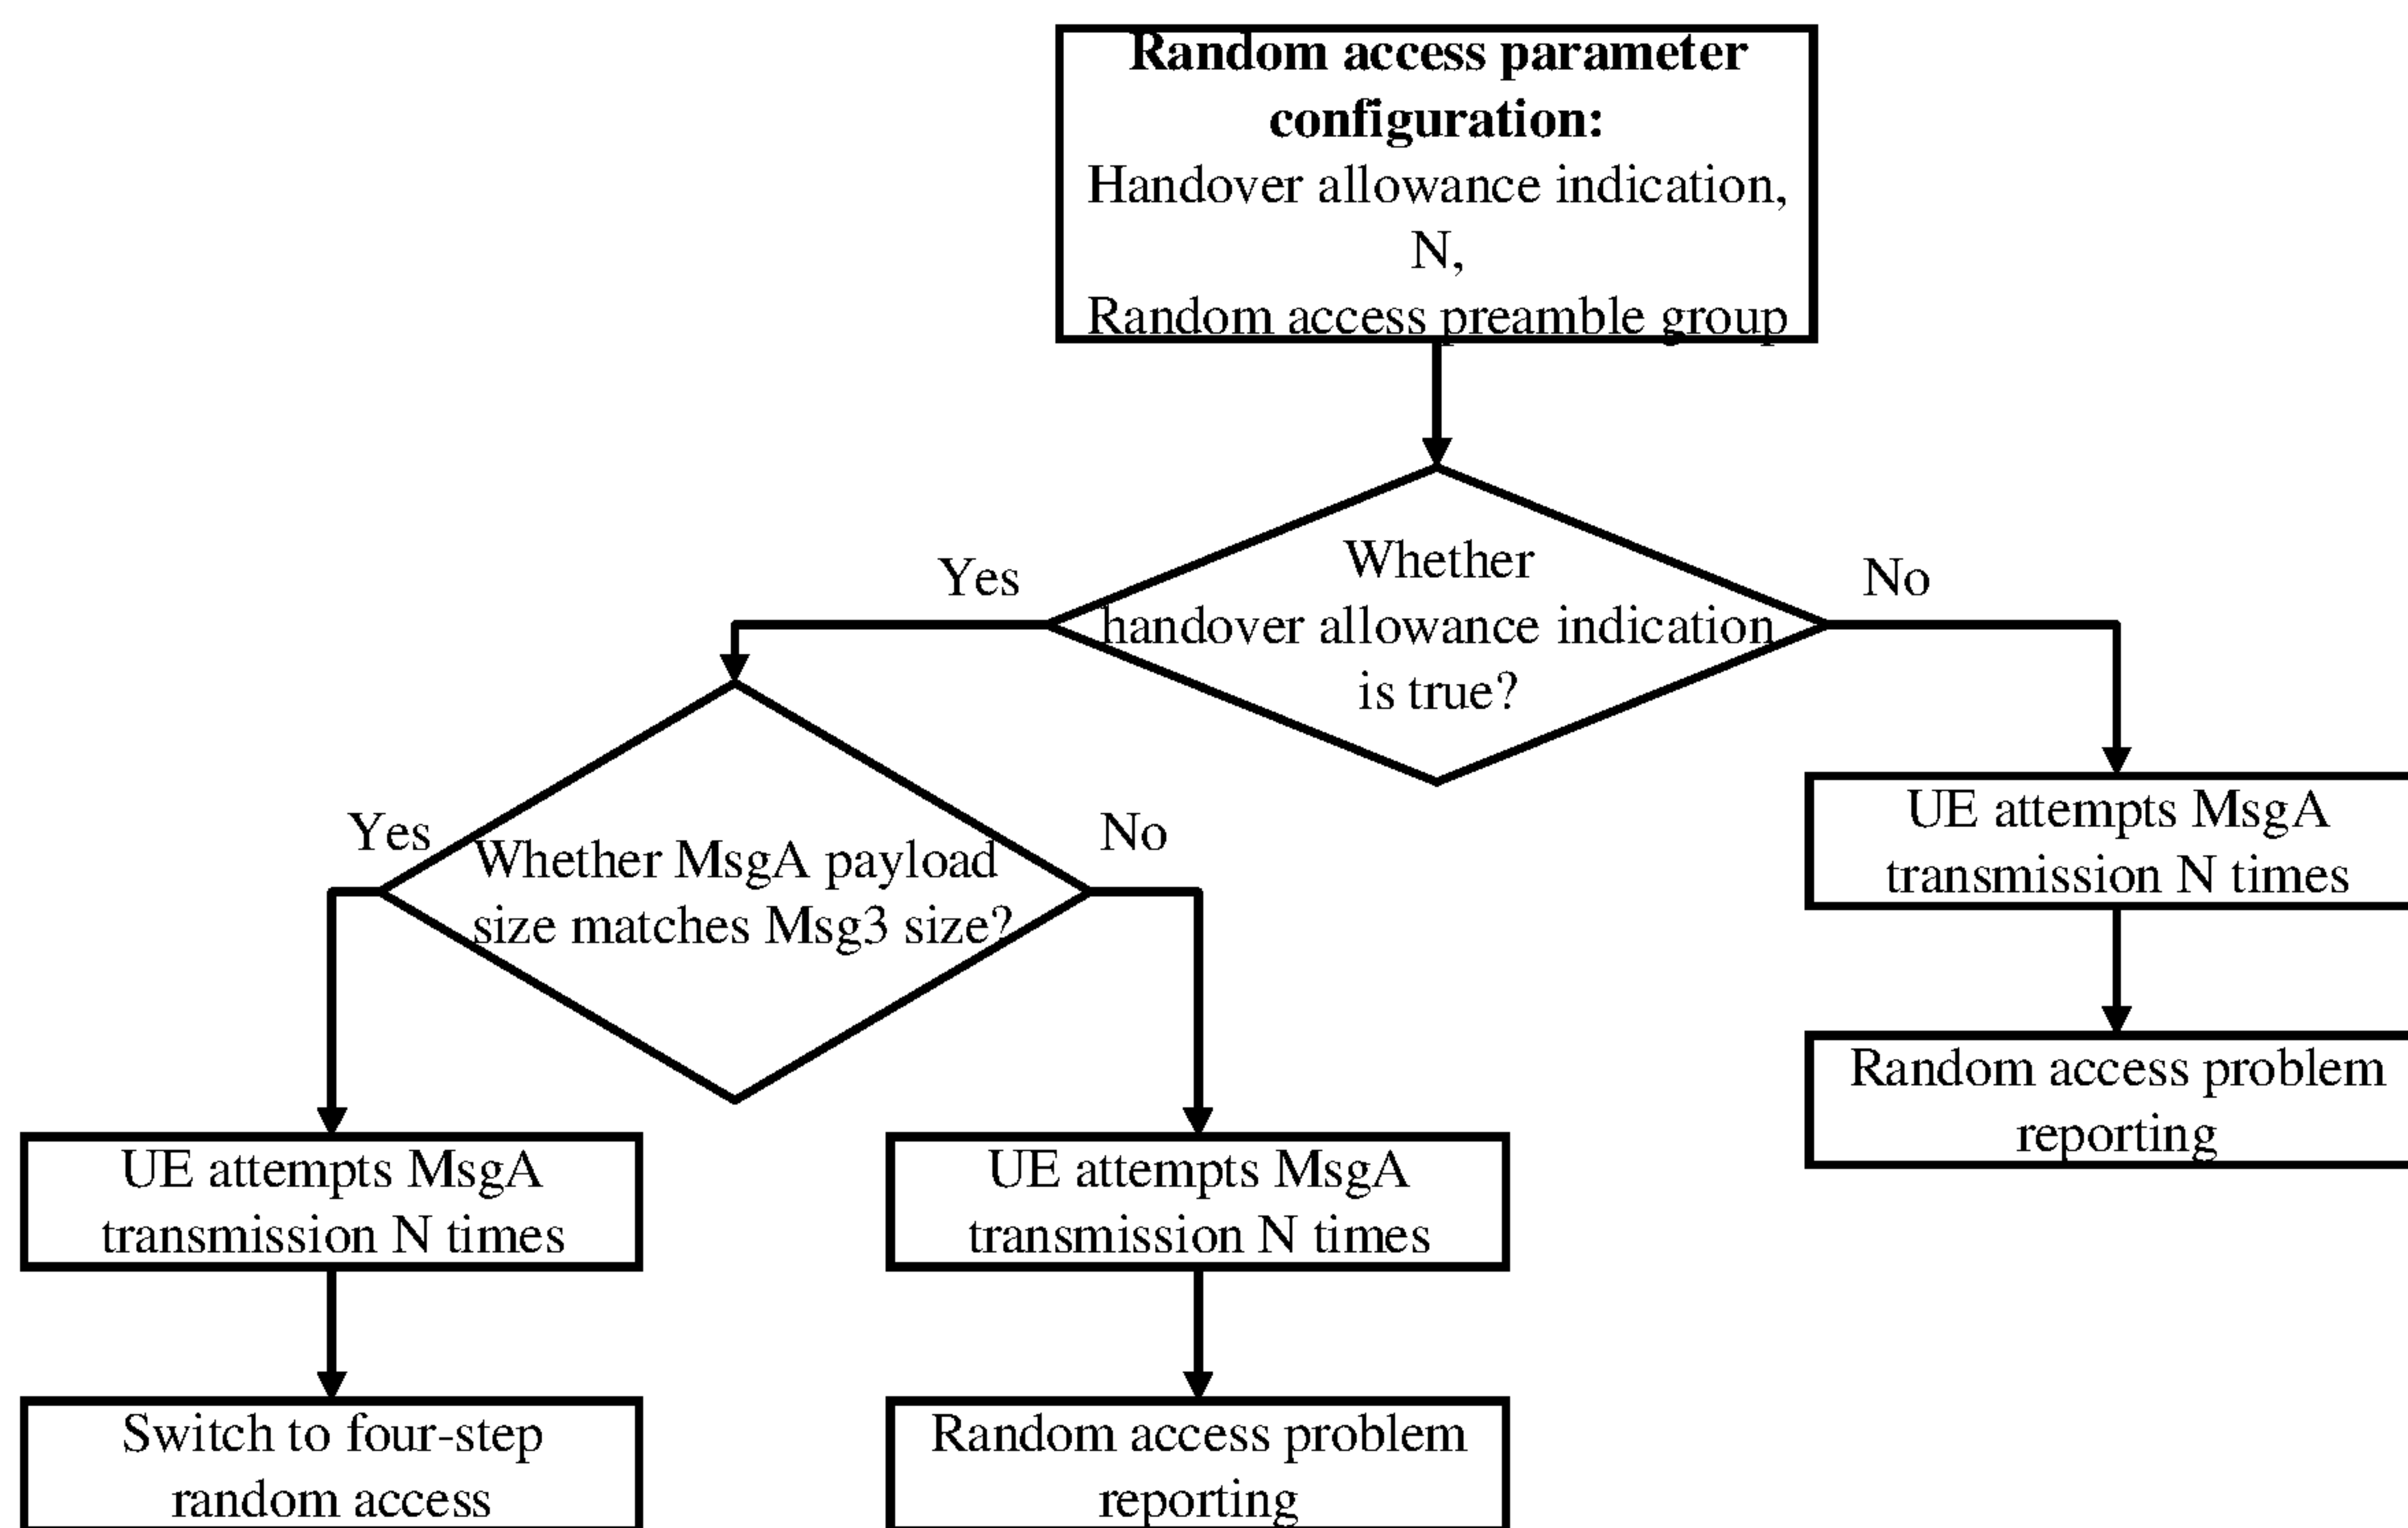 Random access parameter
configuration:
Handover allowance indication,
N,
Random access preamble group
Whether
handover allowance indication
is true?
Yes
No
Whether MsgA payload
size matches Msg3 size?
Yes
No
UE attempts MsgA
transmission N times
Random access problem
reporting
UE attempts MsgA
transmission N times
Switch to four-step
random access
UE attempts MsgA
transmission N times
Random access problem
reporting